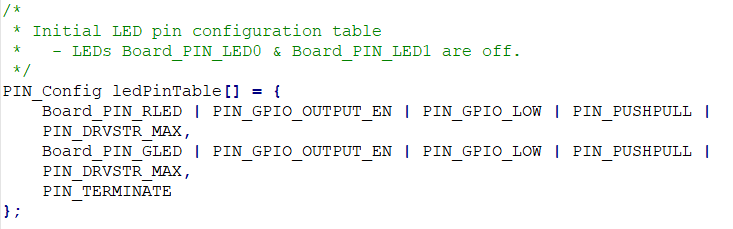 /*
 * Initial LED pin configuration table
 *   - LEDs Board_PIN_LED0 & Board_PIN_LED1 are off.
 */
PIN_Config ledPinTable[] = {
    Board_PIN_RLED | PIN_GPIO_OUTPUT_EN | PIN_GPIO_LOW | PIN_PUSHPULL |
    PIN_DRVSTR_MAX,
    Board_PIN_GLED | PIN_GPIO_OUTPUT_EN | PIN_GPIO_LOW | PIN_PUSHPULL |
    PIN_DRVSTR_MAX,
    PIN_TERMINATE
};